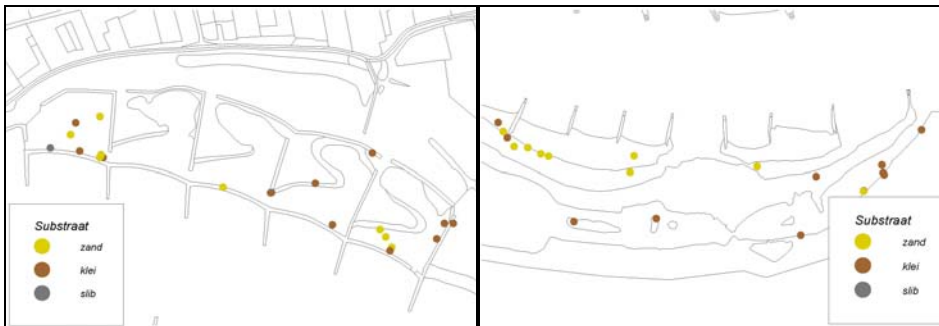 Substraat
zand
klei
slib
Substraat
zand
klei
slib